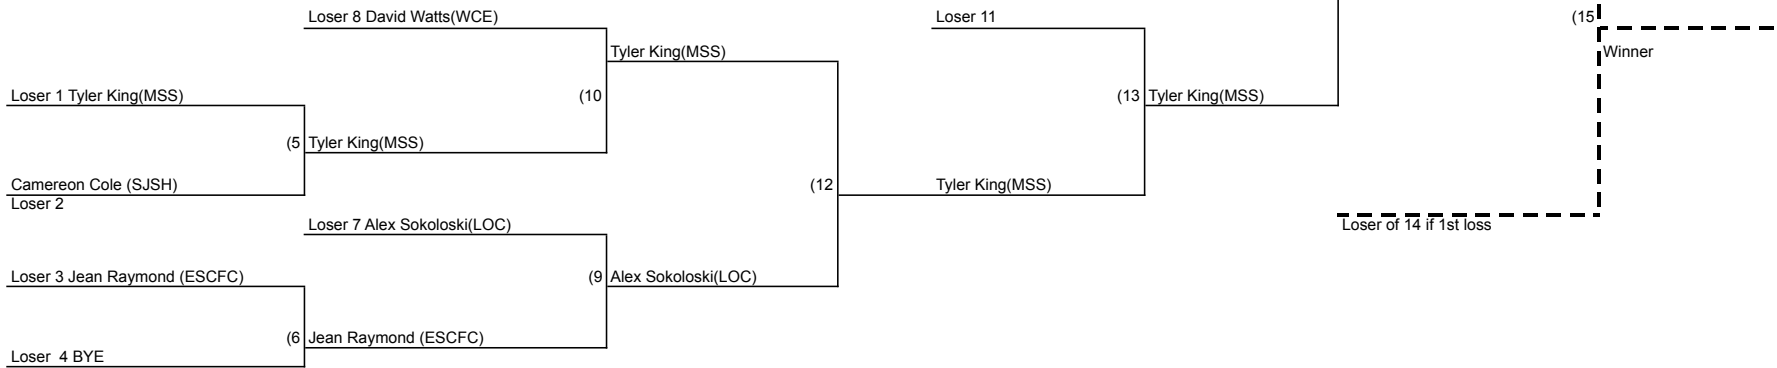 Loser 8 David Watts(WCE)
Loser 11
(15
Tyler King(MSS)
Winner
Loser 1 Tyler King(MSS)
(10
(13 Tyler King(MSS)
(5 Tyler King(MSS)
Camereon Cole (SJSH)
(12
Tyler King(MSS)
Loser 2
Loser 7 Alex Sokoloski(LOC)
Loser of 14 if 1st loss
Loser 3 Jean Raymond (ESCFC)
(9 Alex Sokoloski(LOC)
(6 Jean Raymond (ESCFC)
Loser  4 BYE